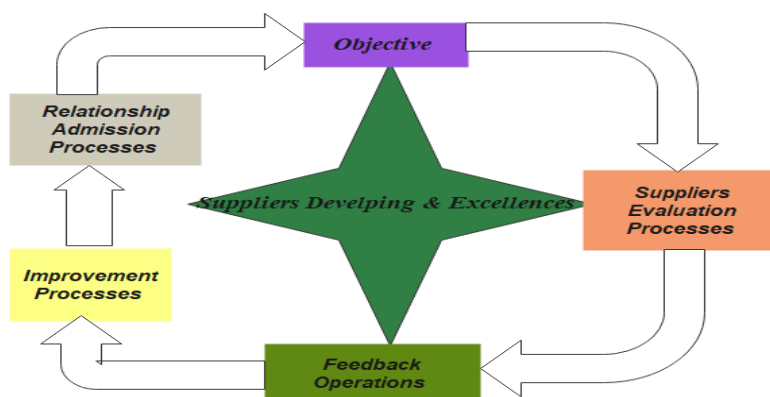 Objective
Relationship
Admission
Processes
Suppliers Develping & Excellences
Suppliers
Evaluation
Processes
Improvement
Processes
Feedback
Operations